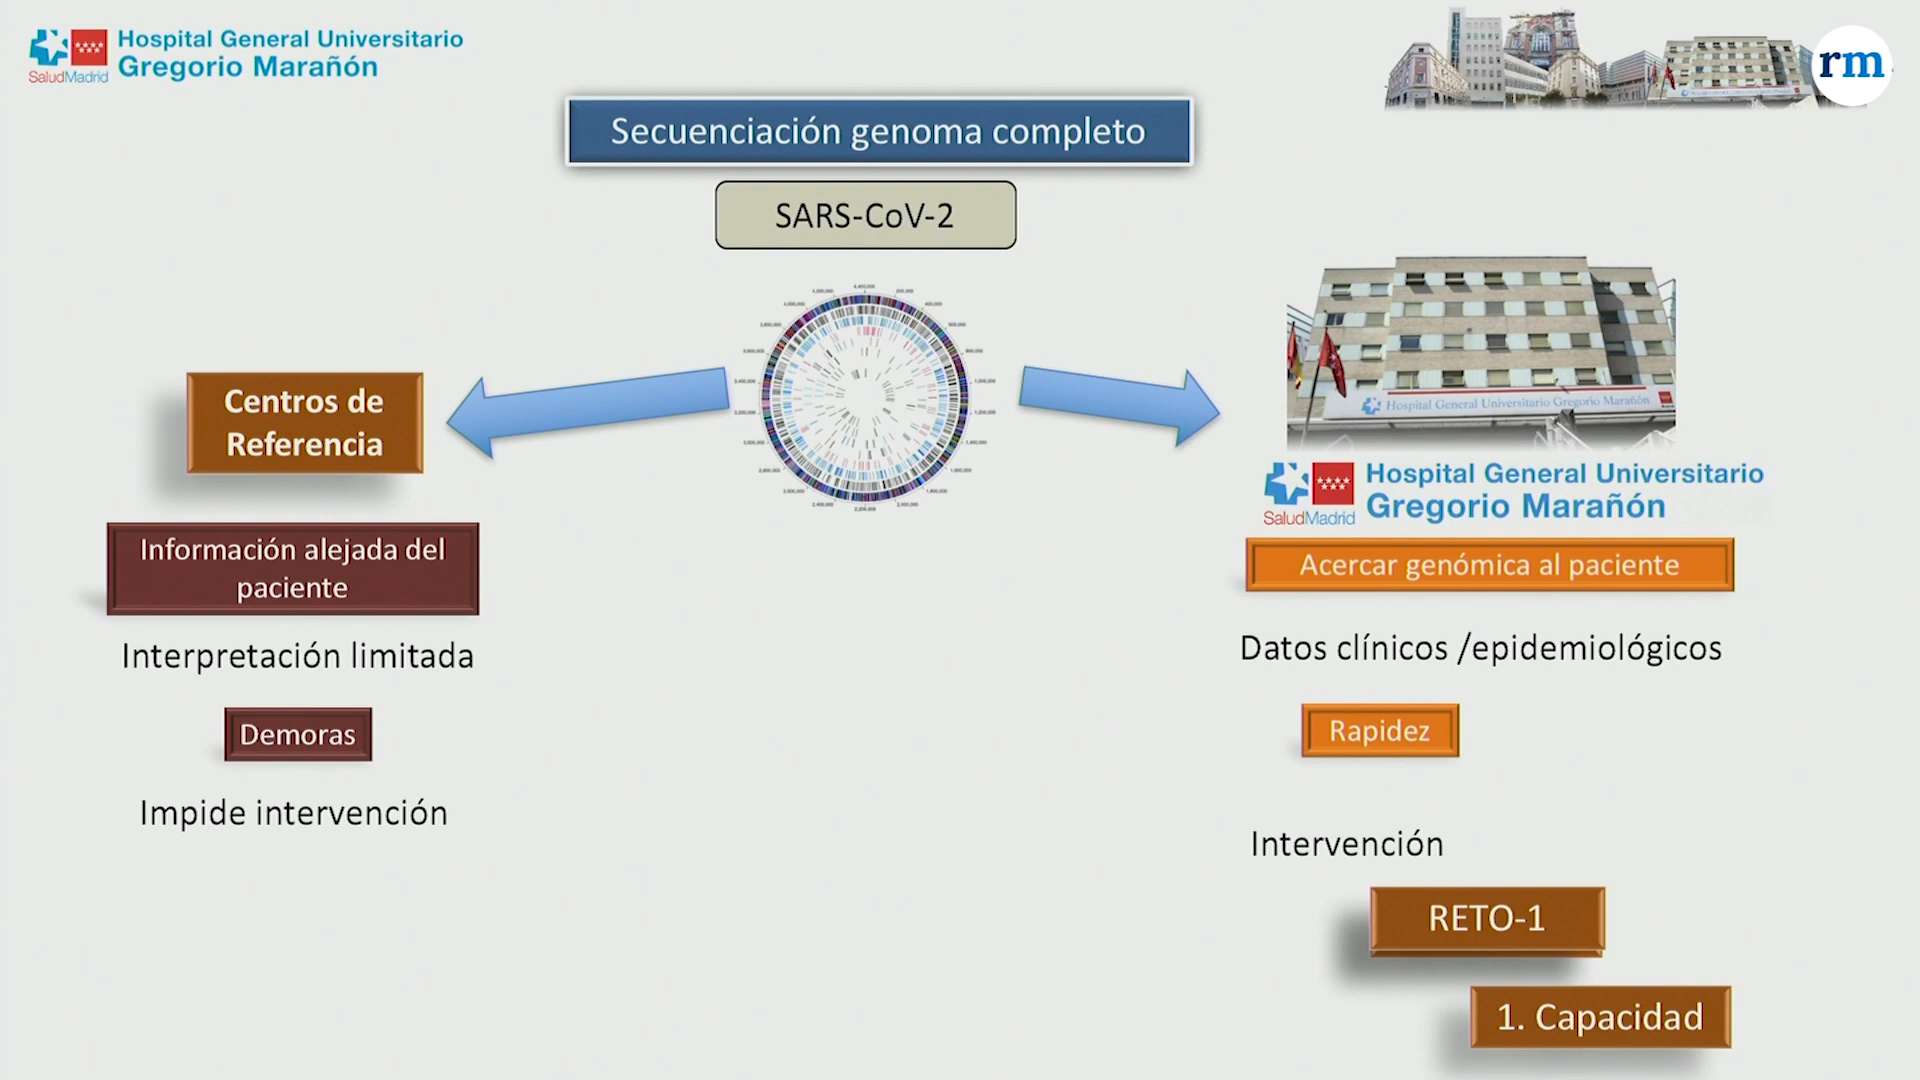 SaludMadrid
Hospital General Universitario
Gregorio Marañón
rm
Secuenciación genoma completo
SARS-CoV-2
Centros de
Referencia
Información alejada del
paciente
Interpretación limitada
Demoras
Impide intervención
Hospital General Universitario Gregorio Marañón
SaludMadrid
Hospital General Universitario
Gregorio Marañón
Acercar genómica al paciente
Datos clínicos /epidemiológicos
Rapidez
Intervención
RETO-1
1. Capacidad